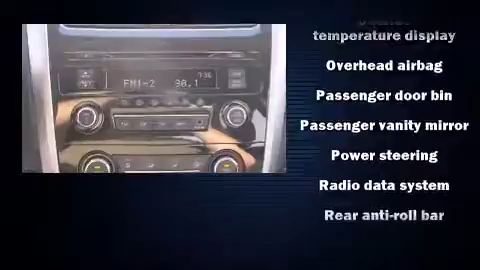 FM1-2 98.1
temperature display
Overhead airbag
Passenger door bin
Passenger vanity mirror
Power steering
Radio data system
Rear anti-roll bar